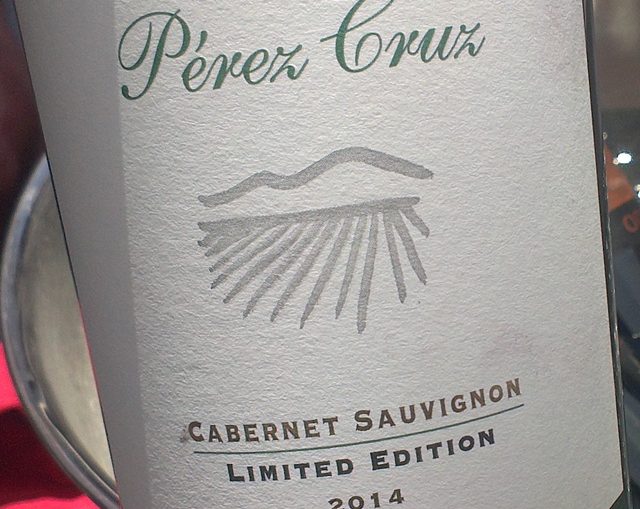 Pérez Cruz
CABERNET SAUVIGNON
LIMITED EDITION
2014